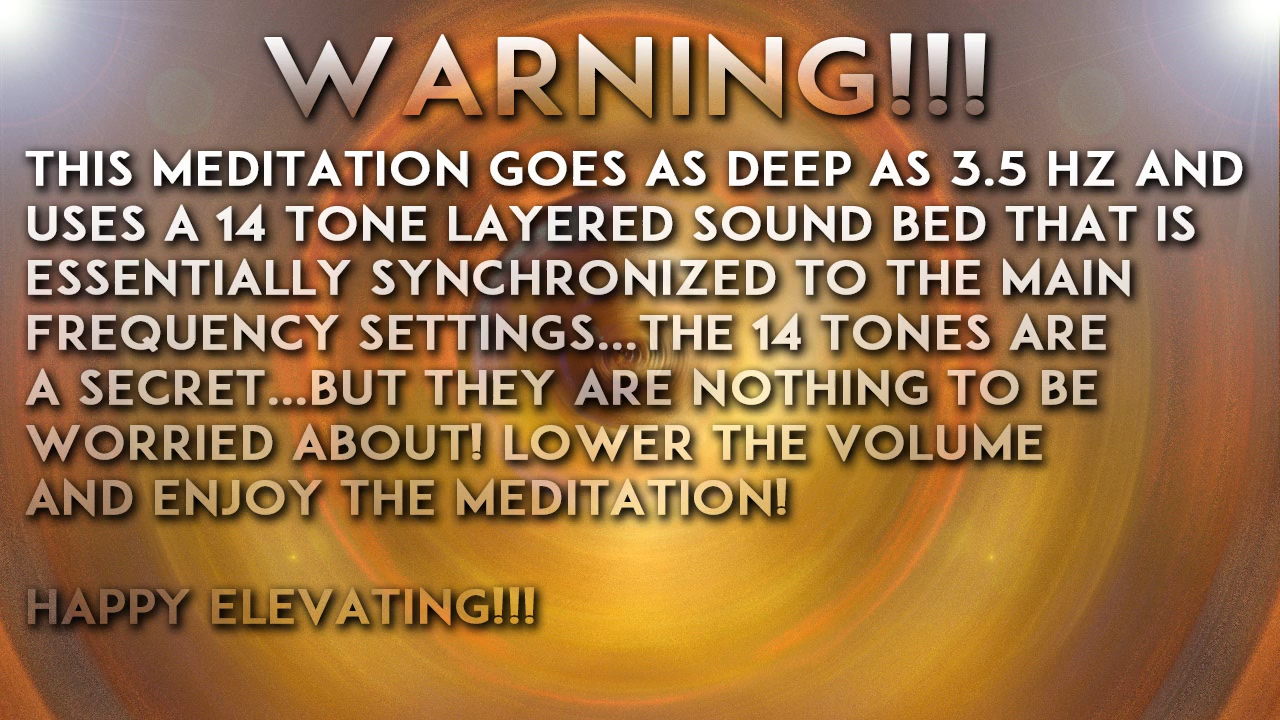 WARNING!!!
THIS MEDITATION GOES AS DEEP AS 3.5 HZ AND
USES A 14 TONE LAYERED SOUND BED THAT IS
ESSENTIALLY SYNCHRONIZED TO THE MAIN
FREQUENCY SETTINGS...THE 14 TONES ARE
A SECRET...BUT THEY ARE NOTHING TO BE
WORRIED ABOUT! LOWER THE VOLUME
AND ENJOY THE MEDITATION!
HAPPY ELEVATING!!!